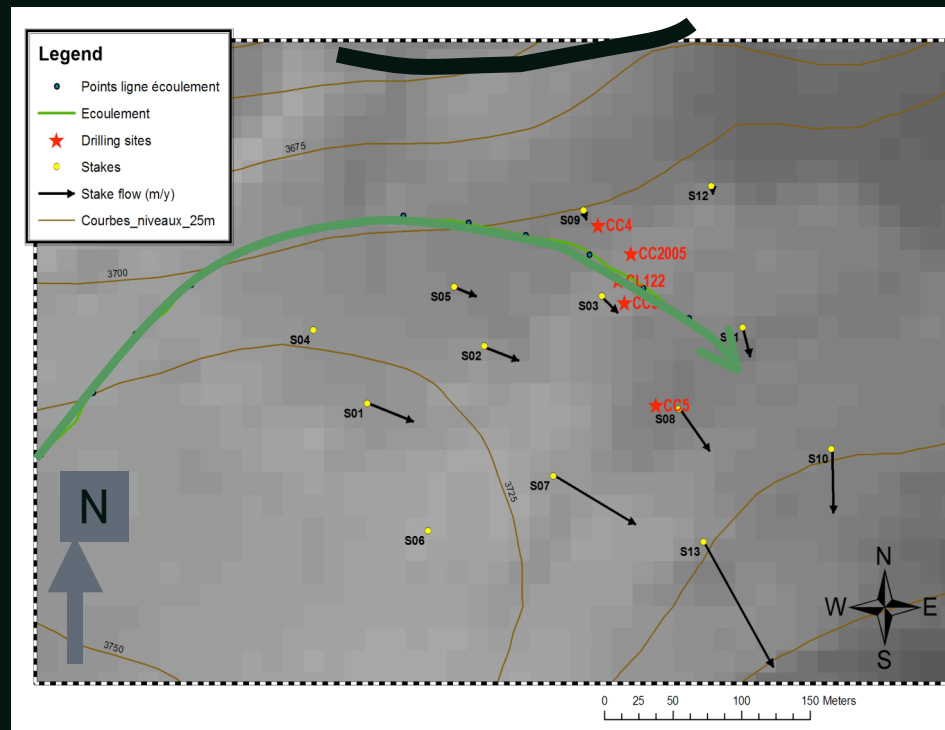 Legend
Points ligne écoulement
Ecoulement
Drilling sites
Stakes
Stake flow (m/y)
Courbes_niveaux_25m
3675
S12
S09
CC4
CC2005
3700
CL122
S05
S03
S04
S02
S01
CC5
S08
S10
S07
3725
N
S06
S13
N
W
E
S
3750
0 25 50 100 150 Meters